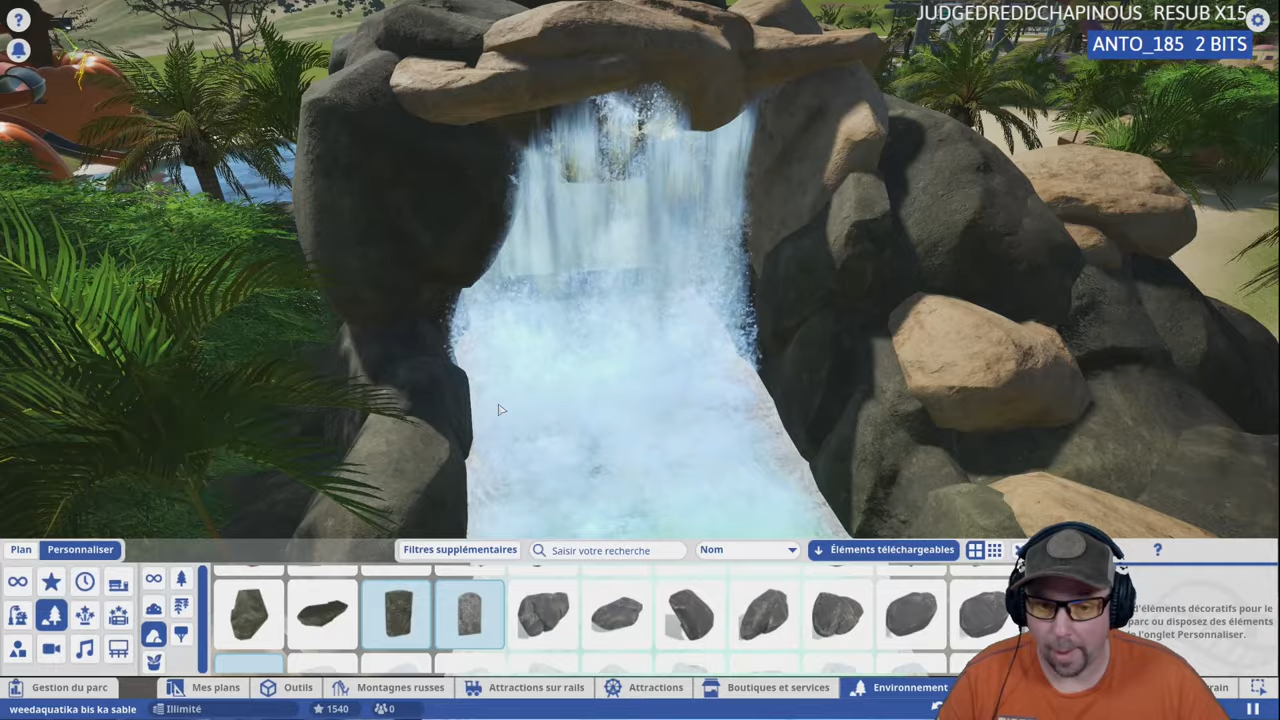 JUDGEDREDDCHAPINOUS RESUB X15
ANTO_185 2 BITS
Plan Personnaliser
Filtres supplémentaires
Saisir votre recherche
Nom
Éléments téléchargeables
?
d'éléments décoratifs pour le
parc ou disposez des éléments
l'onglet Personnaliser.
Gestion du parc
Mes plans
Outils
Montagnes russes
Attractions sur rails
Attractions
Boutiques et services
Environnement
weedaquatika bis ka sable
Illimité
1540
0